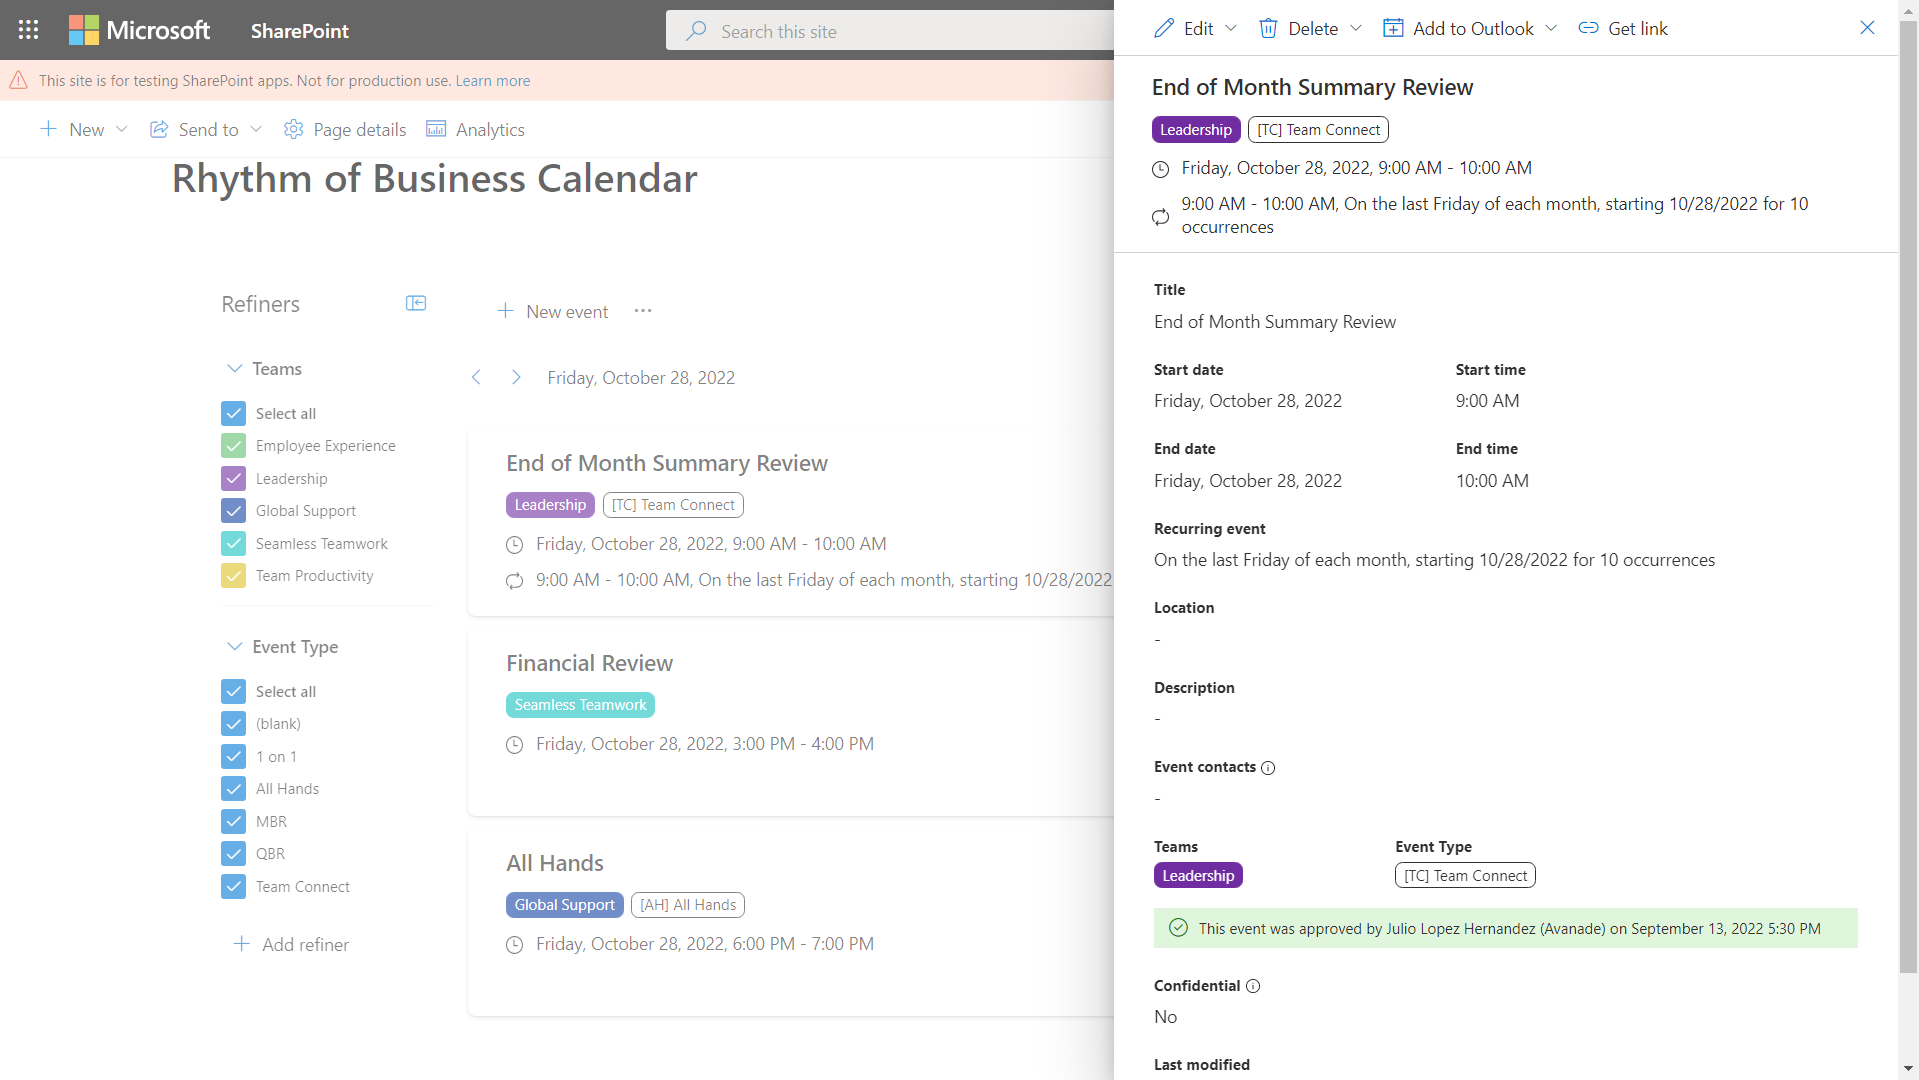 Microsoft
SharePoint
Search this site
This site is for testing SharePoint apps. Not for production use. Learn more
New
Send to
Page details
Analytics
Rhythm of Business Calendar
Refiners
New event
Teams
Friday, October 28, 2022
Select all
Employee Experience
Leadership
Global Support
Seamless Teamwork
Team Productivity
Event Type
Select all
(blank)
1 on 1
All Hands
MBR
QBR
Team Connect
Add refiner
End of Month Summary Review
Leadership
[TC] Team Connect
Friday, October 28, 2022, 9:00 AM - 10:00 AM
9:00 AM - 10:00 AM, On the last Friday of each month, starting 10/28/2022
Financial Review
Seamless Teamwork
Friday, October 28, 2022, 3:00 PM - 4:00 PM
All Hands
Global Support
[AH] All Hands
Friday, October 28, 2022, 6:00 PM - 7:00 PM
Edit
Delete
Add to Outlook
Get link
End of Month Summary Review
Leadership
[TC] Team Connect
Friday, October 28, 2022, 9:00 AM - 10:00 AM
9:00 AM - 10:00 AM, On the last Friday of each month, starting 10/28/2022 for 10
occurrences
Title
End of Month Summary Review
Start date
Start time
Friday, October 28, 2022
9:00 AM
End date
End time
Friday, October 28, 2022
10:00 AM
Recurring event
On the last Friday of each month, starting 10/28/2022 for 10 occurrences
Location
-
Description
-
Event contacts
-
Teams
Event Type
Leadership
[TC] Team Connect
This event was approved by Julio Lopez Hernandez (Avanade) on September 13, 2022 5:30 PM
Confidential
No
Last modified